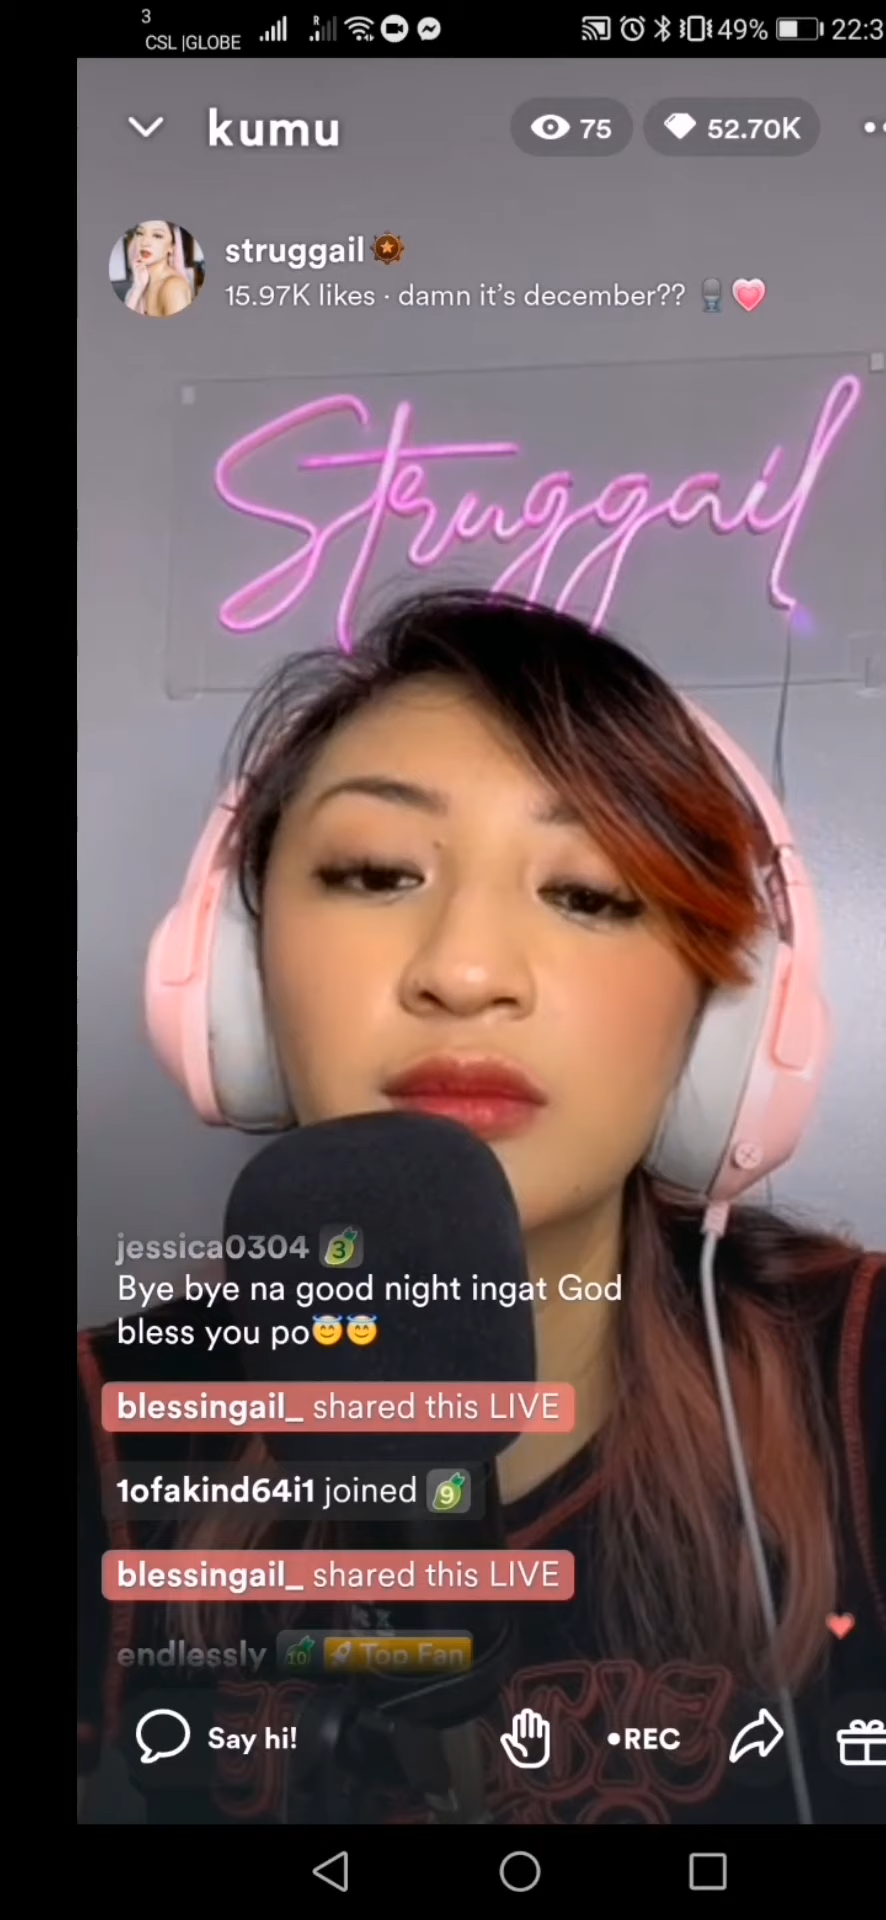 3
CSL |GLOBE
R
49%
22:3
kumu
75
52.70K
struggail
15.97K likes · damn it's december??
Struggail
jessica0304 3
Bye bye na good night ingat God
bless you po
blessingail_ shared this LIVE
1ofakind64i1 joined 9
blessingail_ shared this LIVE
endlessly 10 Top Fan
Say hi!
•REC